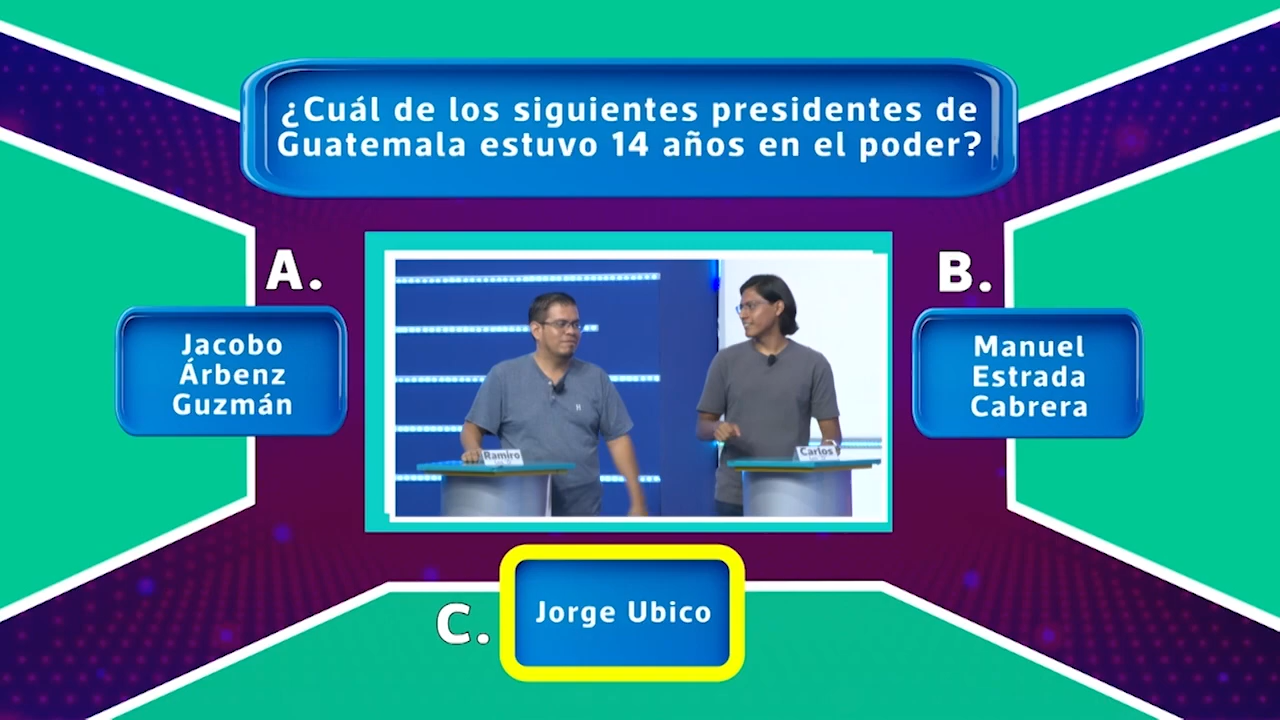 ¿Cuál de los siguientes presidentes de
Guatemala estuvo 14 años en el poder?
A.
Jacobo
Árbenz
Guzmán
B.
Manuel
Estrada
Cabrera
Ramiro
Carlos
C.
Jorge Ubico